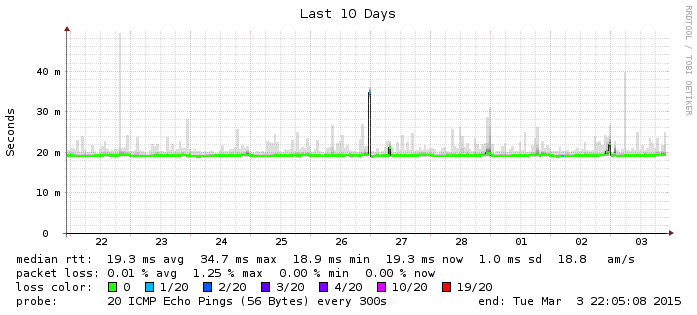 Last 10 Days
RRDTOOL / TOBI OETIKER
Seconds
40 m
30 m
20 m
10 m
0
22 23 24 25 26 27 28 01 02 03
median rtt: 19.3 ms avg 34.7 ms max 18.9 ms min 19.3 ms now 1.0 ms sd 18.8 am/s
packet loss: 0.01 % avg 1.25 % max 0.00 % min 0.00 % now
loss color: 0 1/20 2/20 3/20 4/20 10/20 19/20
probe: 20 ICMP Echo Pings (56 Bytes) every 300s end: Tue Mar 3 22:05:08 2015